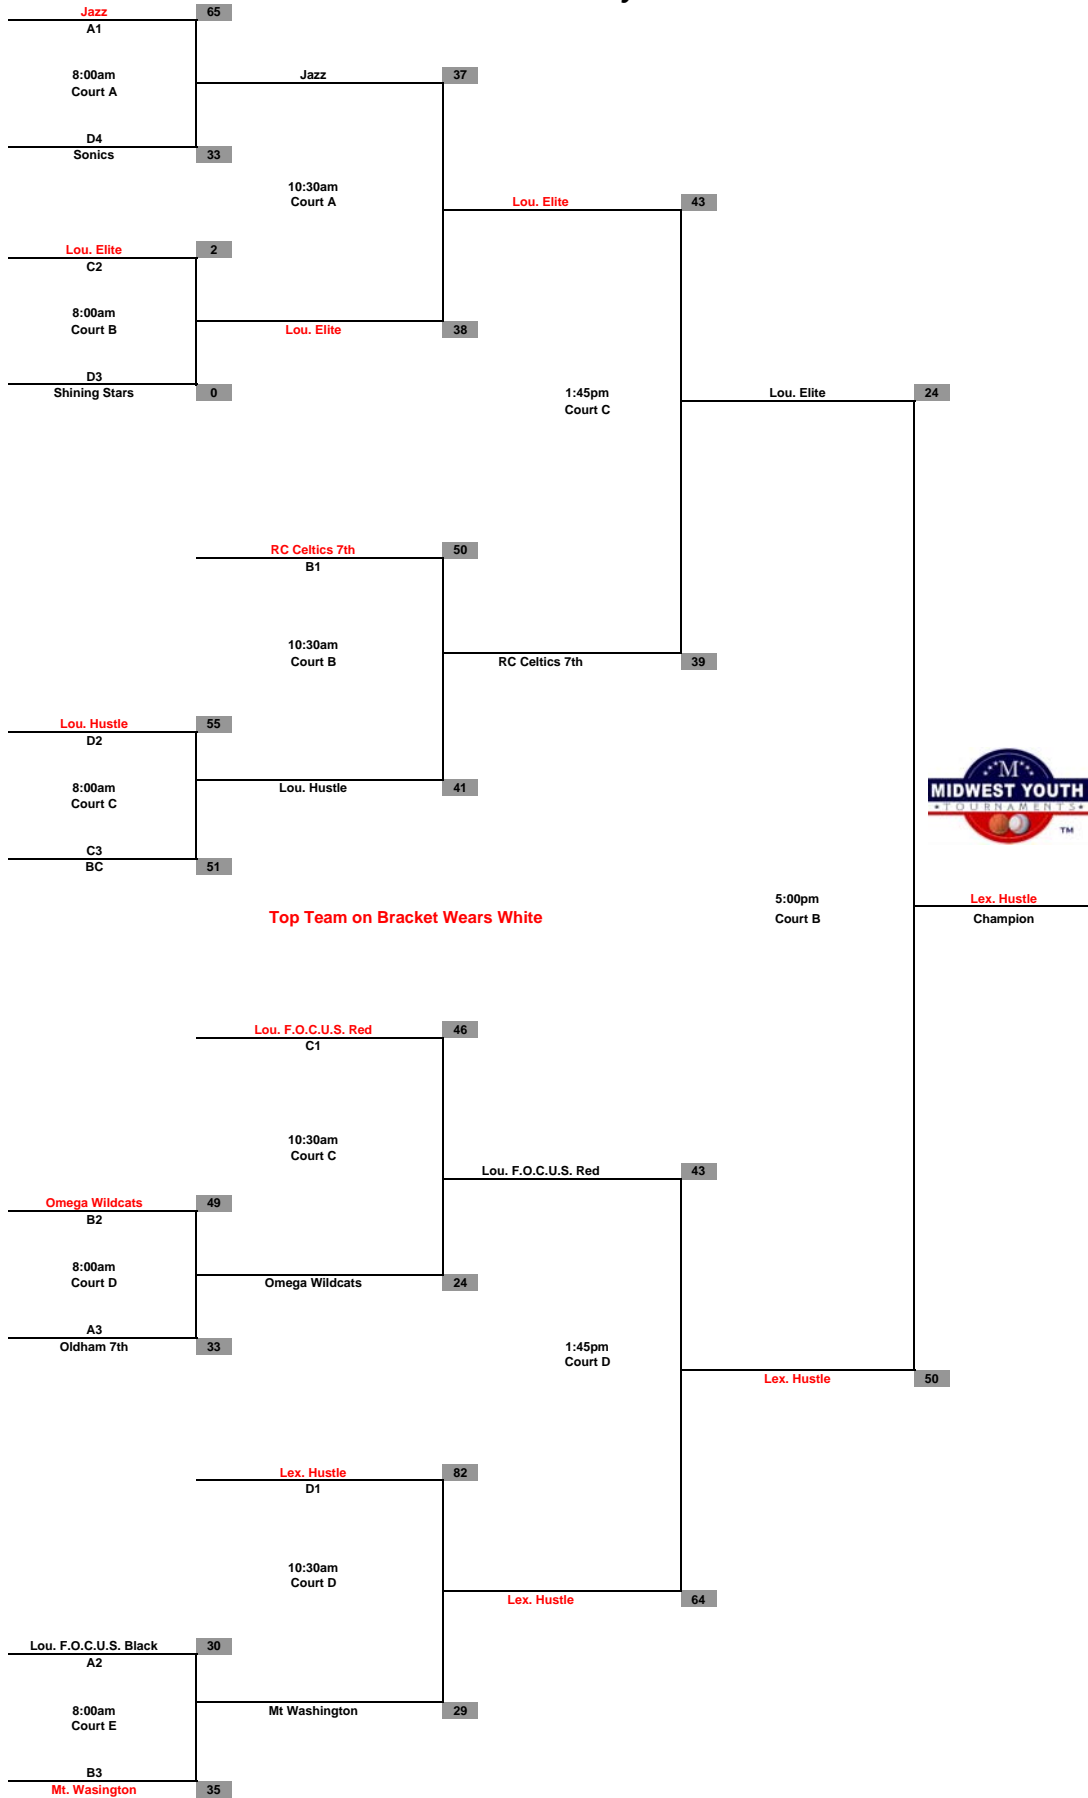 Jazz 65
A1
8:00am
Court A
D4
Sonics 33
Jazz 37
10:30am
Court A
Lou. Elite 43
Lou. Elite 2
C2
8:00am
Court B
Lou. Elite 38
D3
Shining Stars 0
1:45pm
Court C
Lou. Elite 24
RC Celtics 7th 50
B1
10:30am
Court B
RC Celtics 7th 39
Lou. Hustle 55
D2
8:00am
Court C
Lou. Hustle 41
C3
BC 51
M
MIDWEST YOUTH
TOURNAMENTS
TM
Top Team on Bracket Wears White
5:00pm
Court B
Lex. Hustle
Champion
Lou. F.O.C.U.S. Red 46
C1
10:30am
Court C
Lou. F.O.C.U.S. Red 43
Omega Wildcats 49
B2
8:00am
Court D
Omega Wildcats 24
A3
Oldham 7th 33
1:45pm
Court D
Lex. Hustle 50
Lex. Hustle 82
D1
10:30am
Court D
Lex. Hustle 64
Lou. F.O.C.U.S. Black 30
A2
8:00am
Court E
Mt Washington 29
B3
Mt. Wasington 35